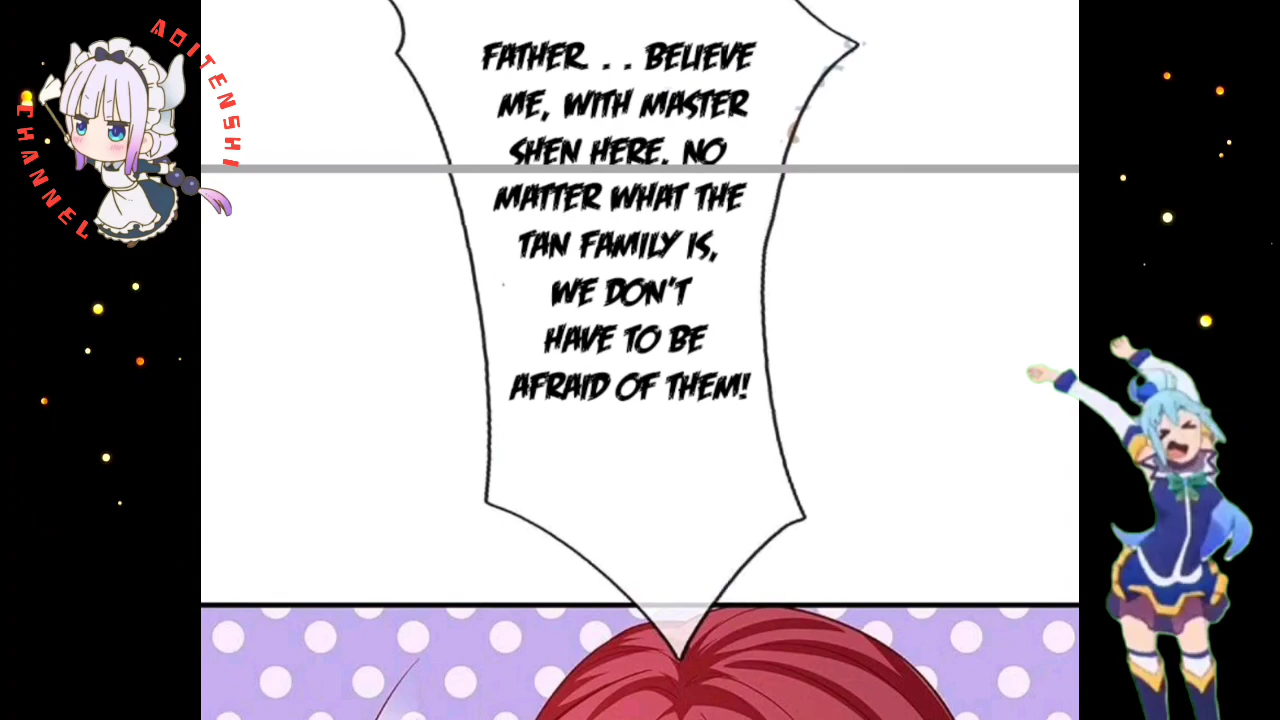 AOITENSHI
CHANNEL
FATHER . . BELIEVE
ME, WITH MASTER
SHEN HERE. NO
MATTER WHAT THE
TAN FAMILY IS,
WE DON'T
HAVE TO BE
AFRAID OF THEM!